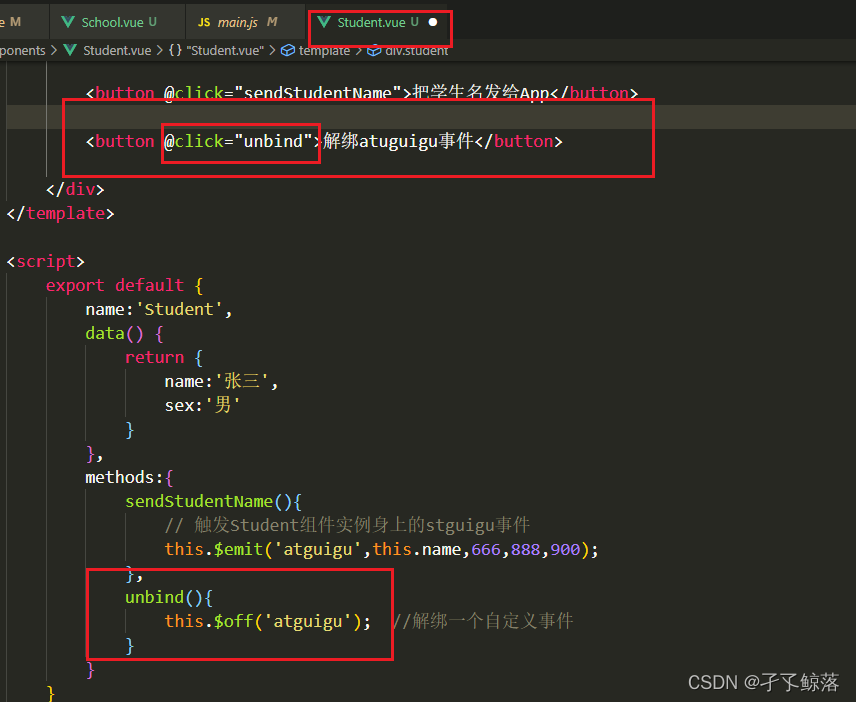 e M School.vue U JS main.js M Student.vue U
ponents > Student.vue > {} "Student.vue" > template > div.student
<button @click="sendStudentName">把学生名发给App</button>
<button @click="unbind">解绑atuguigu事件</button>
</div>
</template>
<script>
export default {
name:'Student',
data() {
return {
name:'张三',
sex:'男'
}
},
methods:{
sendStudentName(){
// 触发Student组件实例身上的stguigu事件
this.$emit('atguigu',this.name,666,888,900);
},
unbind(){
this.$off('atguigu'); //解绑一个自定义事件
}
}
}
CSDN @孑孓鲸落